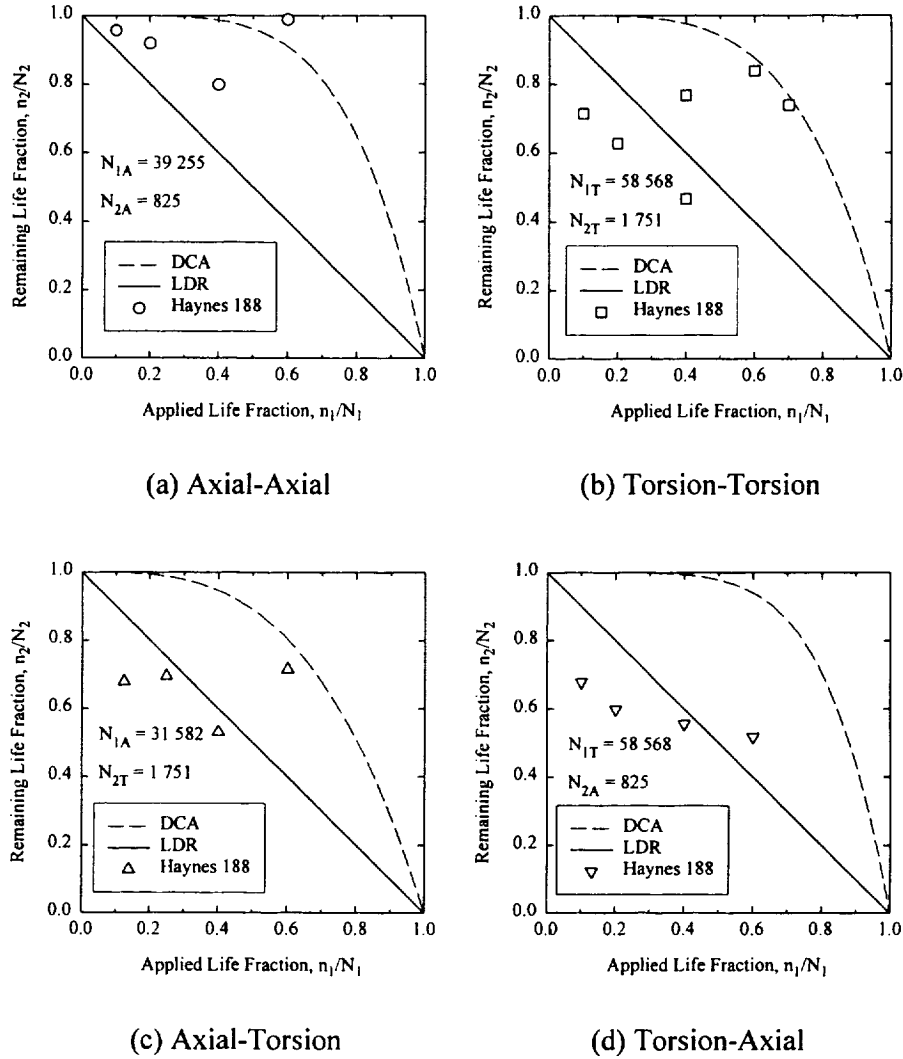 1.0
0.8
0.6
0.4
0.2
0.0
Remaining Life Fraction, n2/N2
N1A = 39 255
N2A = 825
DCA
LDR
Haynes 188
0.0 0.2 0.4 0.6 0.8 1.0
Applied Life Fraction, n1/N1
(a) Axial-Axial
1.0
0.8
0.6
0.4
0.2
0.0
Remaining Life Fraction, n2/N2
N1T = 58 568
N2T = 1 751
DCA
LDR
Haynes 188
0.0 0.2 0.4 0.6 0.8 1.0
Applied Life Fraction, n1/N1
(b) Torsion-Torsion
1.0
0.8
0.6
0.4
0.2
0.0
Remaining Life Fraction, n2/N2
N1A = 31 582
N2T = 1 751
DCA
LDR
Haynes 188
0.0 0.2 0.4 0.6 0.8 1.0
Applied Life Fraction, n1/N1
(c) Axial-Torsion
1.0
0.8
0.6
0.4
0.2
0.0
Remaining Life Fraction, n2/N2
N1T = 58 568
N2A = 825
DCA
LDR
Haynes 188
0.0 0.2 0.4 0.6 0.8 1.0
Applied Life Fraction, n1/N1
(d) Torsion-Axial